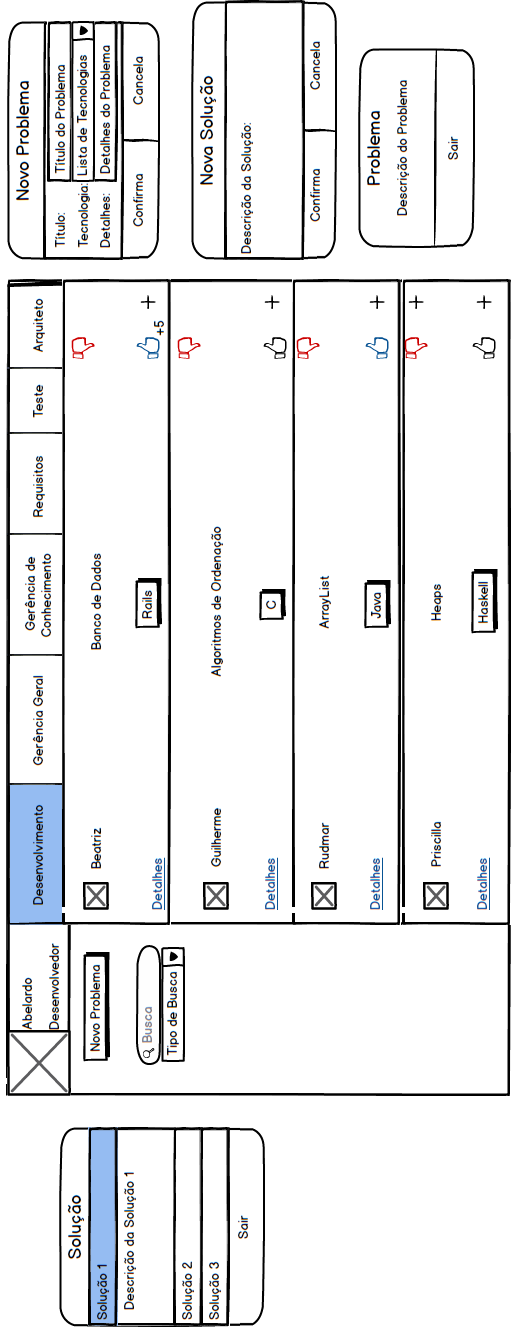 Solução
Solução 1
Descrição da Solução 1
Solução 2
Solução 3
Sair
Abelardo
Desenvolvedor
Novo Problema
Busca
Tipo de Busca
Desenvolvimento
Gerência Geral
Gerência de
Conhecimento
Requisitos
Teste
Arquiteto
Beatriz
Banco de Dados
Detalhes
Rails
+5
+
Guilherme
Algoritmos de Ordenação
Detalhes
C
+
Rudmar
ArrayList
Detalhes
Java
+
Priscilla
Heaps
+
Detalhes
Haskell
+
Novo Problema
Título: Título do Problema
Tecnologia: Lista de Tecnologias
Detalhes: Detalhes do Problema
Confirma Cancela
Nova Solução
Descrição da Solução:
Confirma Cancela
Problema
Descrição do Problema
Sair